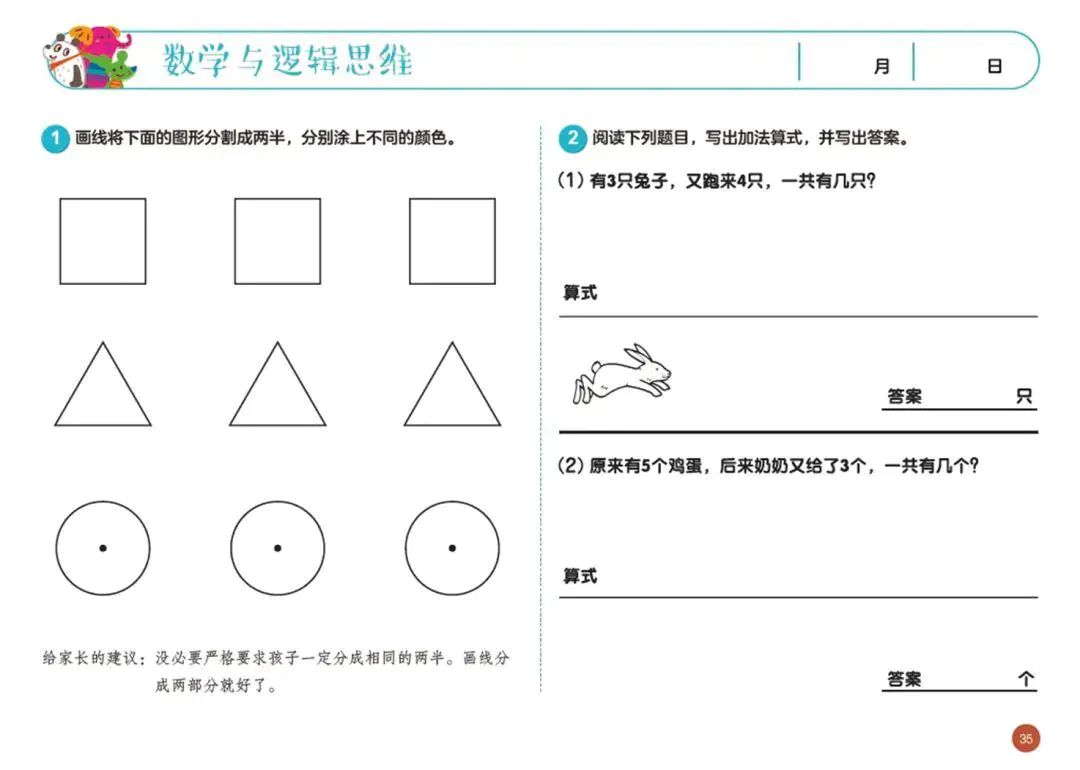 数学与逻辑思维
月 日
1 画线将下面的图形分割成两半，分别涂上不同的颜色。
给家长的建议：没必要严格要求孩子一定分成相同的两半。画线分
成两部分就好了。
2 阅读下列题目，写出加法算式，并写出答案。
（1）有3只兔子，又跑来4只，一共有几只？
算式
答案 只
（2）原来有5个鸡蛋，后来奶奶又给了3个，一共有几个？
算式
答案 个
35